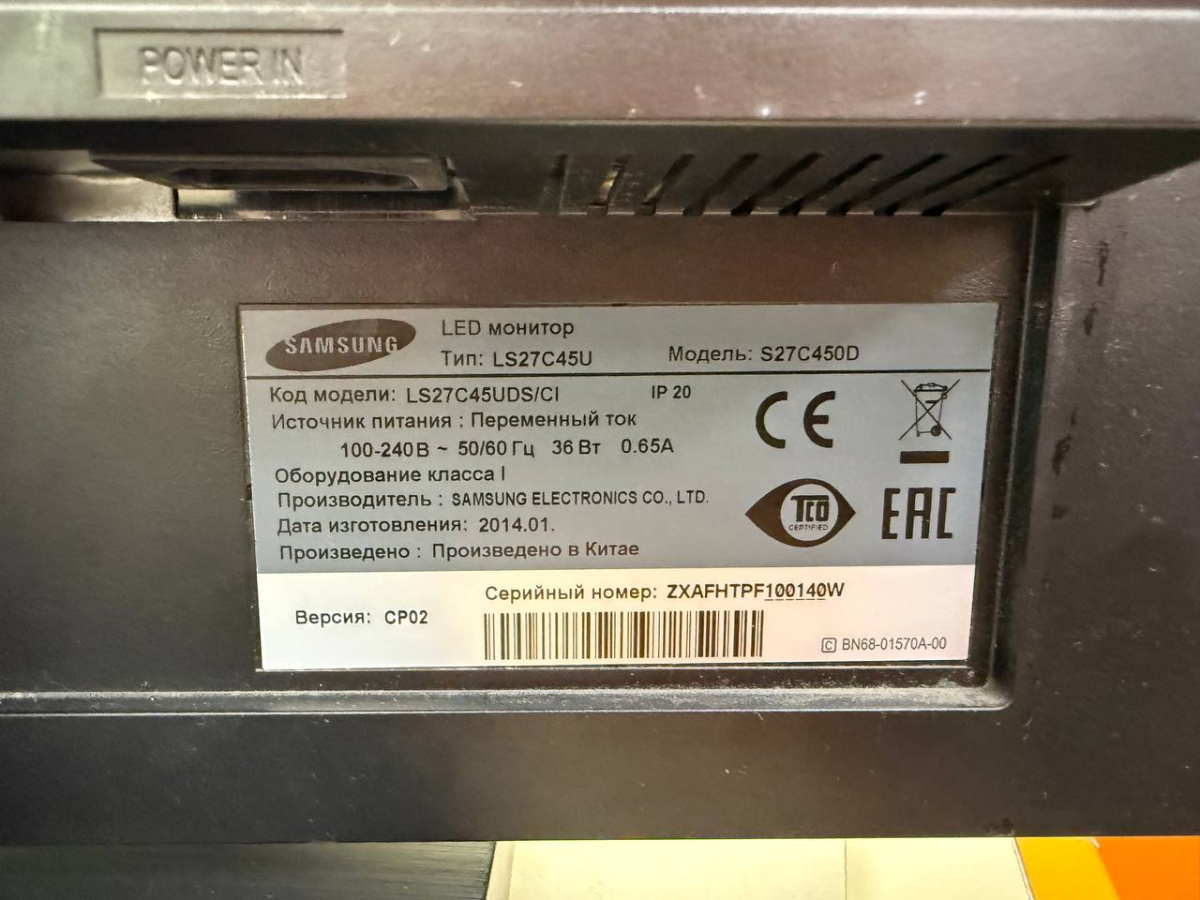 POWER IN
SAMSUNG
LED монитор
Тип: LS27C45U Модель: S27C450D
Код модели: LS27C45UDS/CI IP 20
Источник питания : Переменный ток
100-240В ~ 50/60 Гц 36 Вт 0.65А
Оборудование класса I
Производитель : SAMSUNG ELECTRONICS CO., LTD.
Дата изготовления: 2014.01.
Произведено : Произведено в Китае
CE
TCO
CERTIFIED
EAC
Серийный номер: ZXAFHTPF100140W
Версия: CP02
C BN68-01570A-00